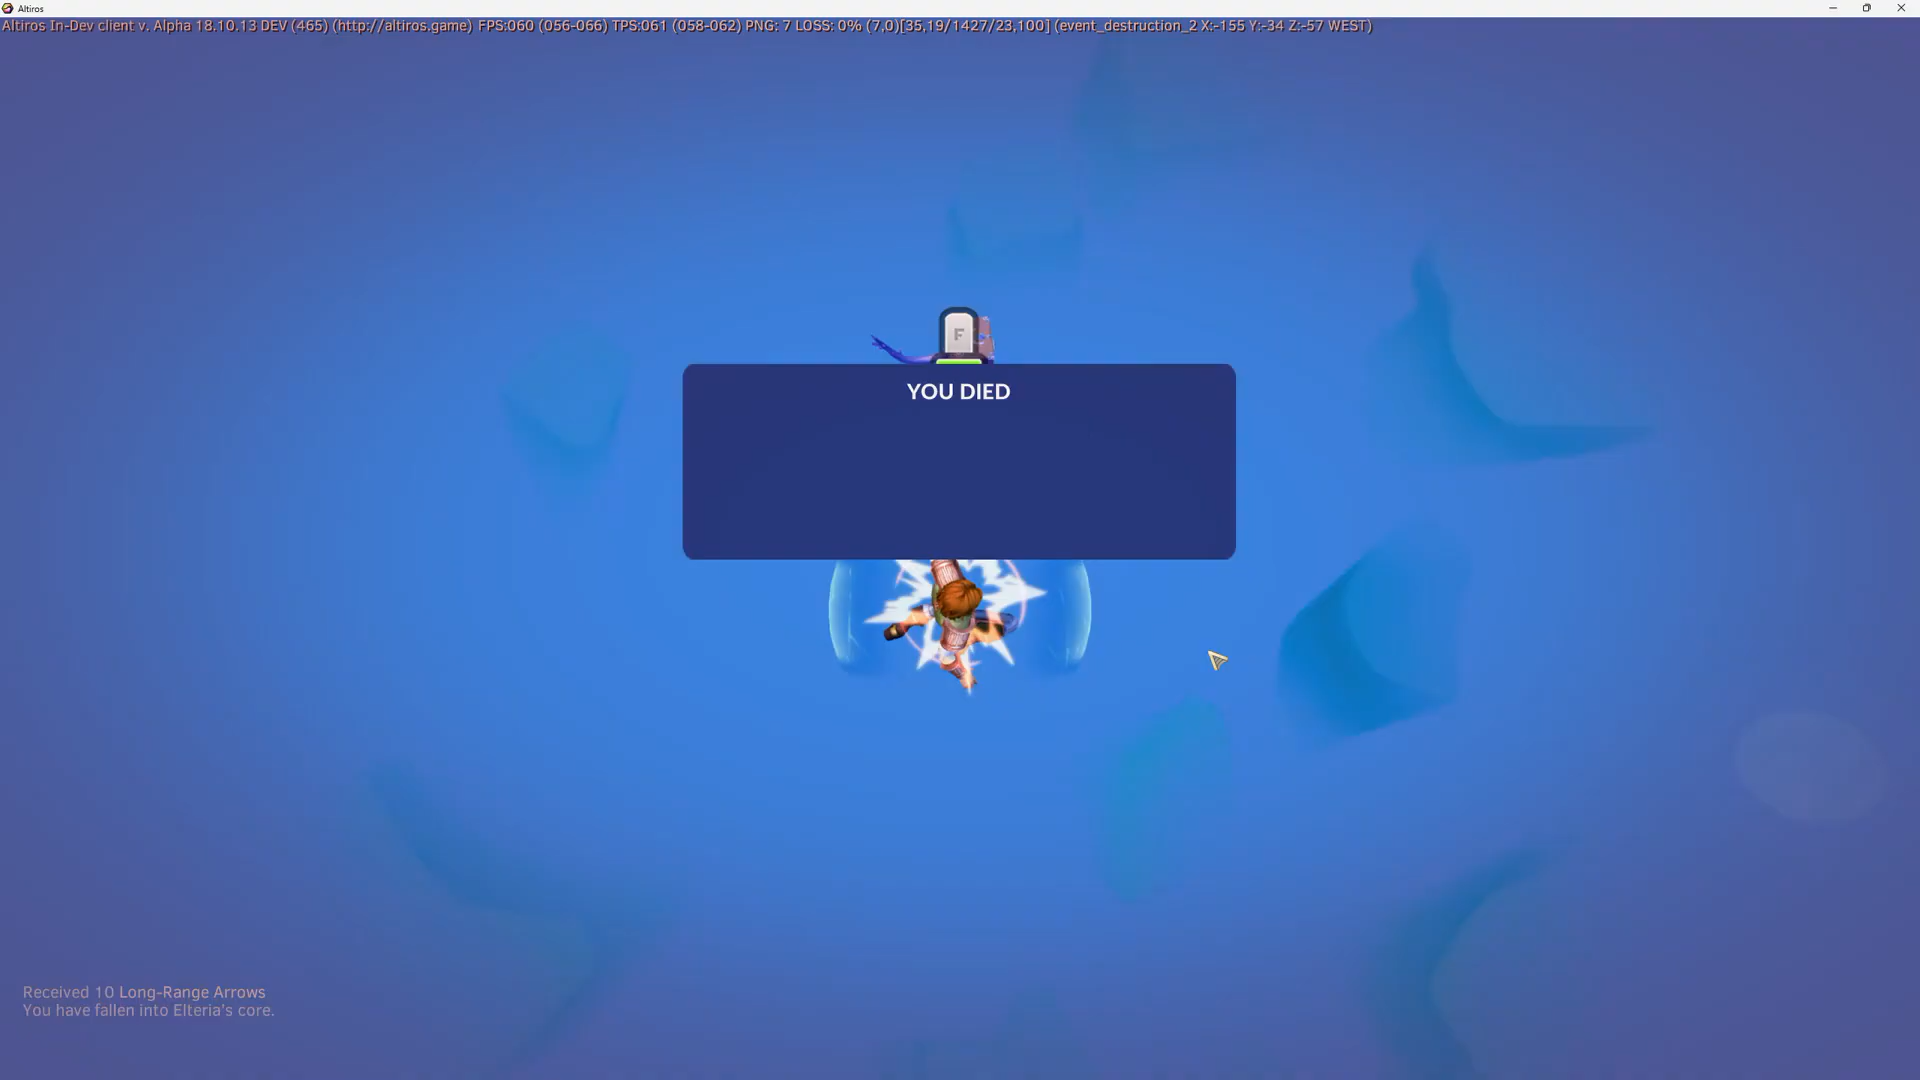 Altiros
Altiros In-Dev client v. Alpha 18.10.13 DEV (465) (http://altiros.game) FPS:060 (056-066) TPS:061 (058-062) PNG: 7 LOSS: 0% (7,0)[35,19/1427/23,100] (event_destruction_2 X:-155 Y:-34 Z:-57 WEST)
F
YOU DIED
Received 10 Long-Range Arrows
You have fallen into Elteria's core.